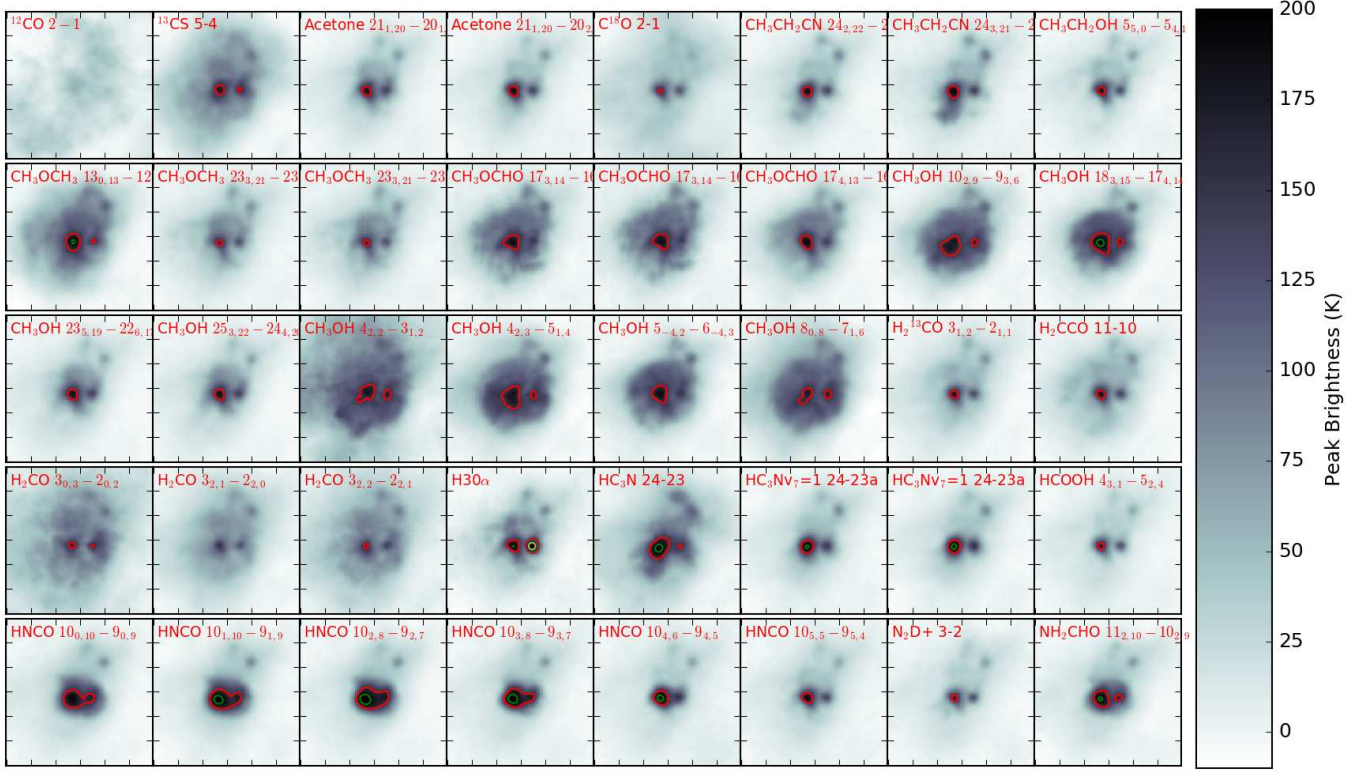 ¹²CO 2−1
¹³CS 5-4
Acetone 21₁,₂₀−20₁,
Acetone 21₁,₂₀−20₂,
C¹⁸O 2-1
CH₃CH₂CN 24₂,₂₂−2
CH₃CH₂CN 24₃,₂₁−2
CH₃CH₂OH 5₅,₀−5₄,₁
CH₃OCH₃ 13₀,₁₃−12
CH₃OCH₃ 23₃,₂₁−23
CH₃OCH₃ 23₃,₂₁−23
CH₃OCHO 17₃,₁₄−16
CH₃OCHO 17₃,₁₄−16
CH₃OCHO 17₄,₁₃−16
CH₃OH 10₂,₉−9₃,₆
CH₃OH 18₃,₁₅−17₄,₁₄
CH₃OH 23₅,₁₉−22₆,₁₇
CH₃OH 25₃,₂₂−24₄,₂₀
CH₃OH 4₂,₂−3₁,₂
CH₃OH 4₂,₃−5₁,₄
CH₃OH 5₋₄,₂−6₋₄,₃
CH₃OH 8₀,₈−7₁,₆
H₂¹³CO 3₁,₂−2₁,₁
H₂CCO 11-10
H₂CO 3₀,₃−2₀,₂
H₂CO 3₂,₁−2₂,₀
H₂CO 3₂,₂−2₂,₁
H30α
HC₃N 24-23
HC₃Nv₇=1 24-23a
HC₃Nv₇=1 24-23a
HCOOH 4₃,₁−5₂,₄
HNCO 10₀,₁₀−9₀,₉
HNCO 10₁,₁₀−9₁,₉
HNCO 10₂,₈−9₂,₇
HNCO 10₃,₈−9₃,₇
HNCO 10₄,₆−9₄,₅
HNCO 10₅,₅−9₅,₄
N₂D+ 3-2
NH₂CHO 11₂,₁₀−10₂,₉
200
175
150
125
100
75
50
25
0
Peak Brightness (K)